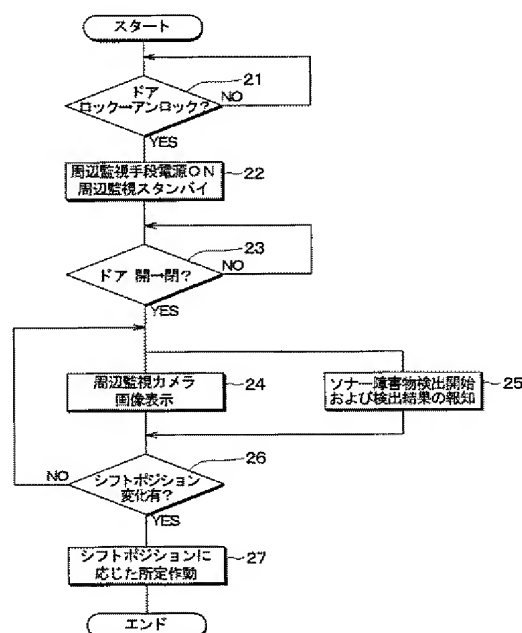 スタート
21
ドア
ロック→アンロック?
NO
YES
周辺監視手段電源ON
周辺監視スタンバイ
22
23
ドア 開→閉?
NO
YES
周辺監視カメラ
画像表示
24
ソナー障害物検出開始
および検出結果の報知
25
26
NO
シフトポジション
変化有?
YES
シフトポジションに
応じた所定作動
27
エンド